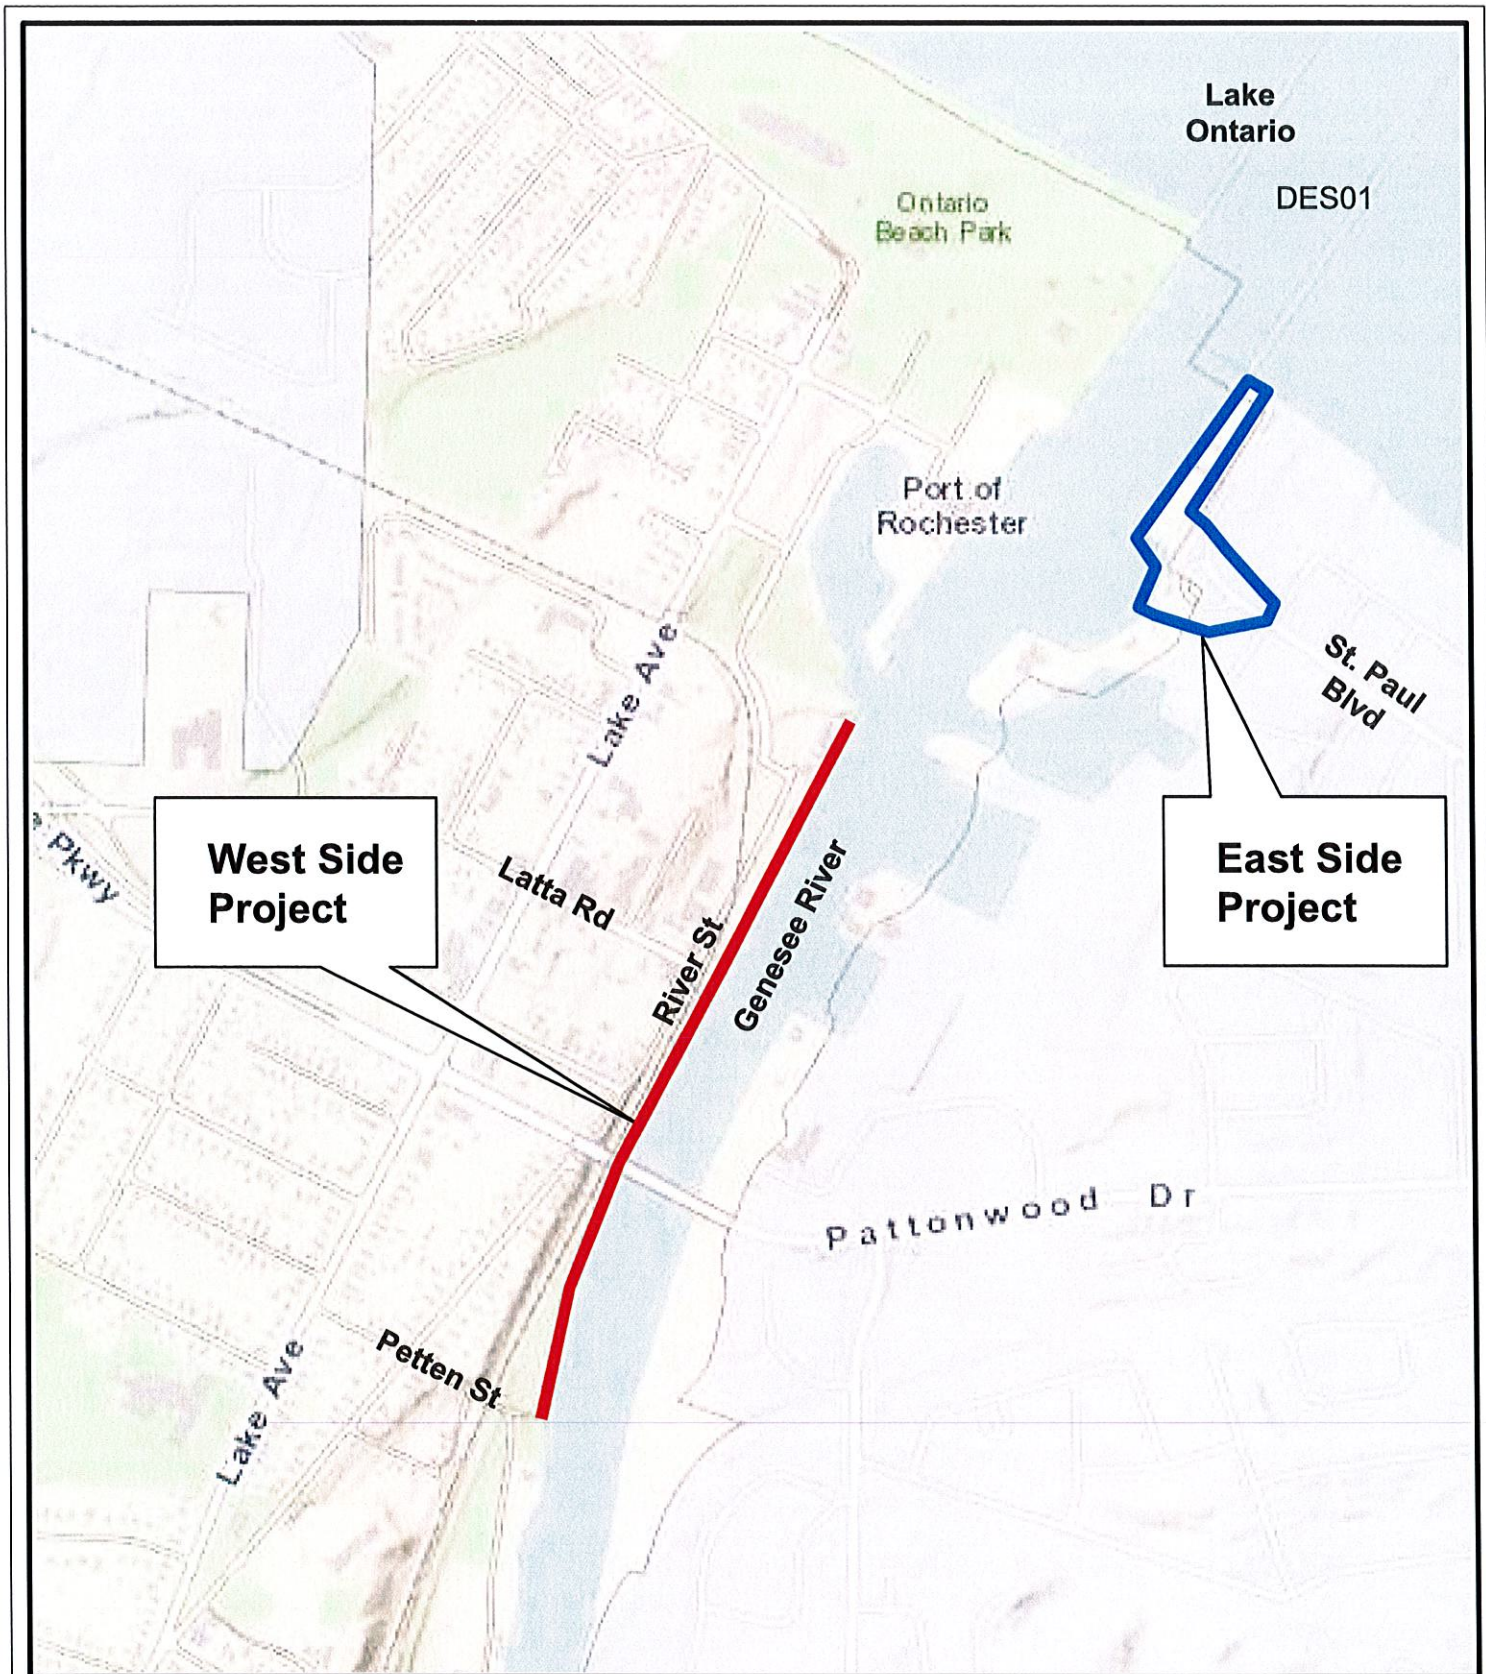 Lake
Ontario
DES01
Ontario
Beach Park
Port of
Rochester
Lake Ave
St. Paul
Blvd
Pkwy
West Side
Project
Latta Rd
River St
Genesee River
East Side
Project
Pattonwood Dr
Petten St
Lake Ave